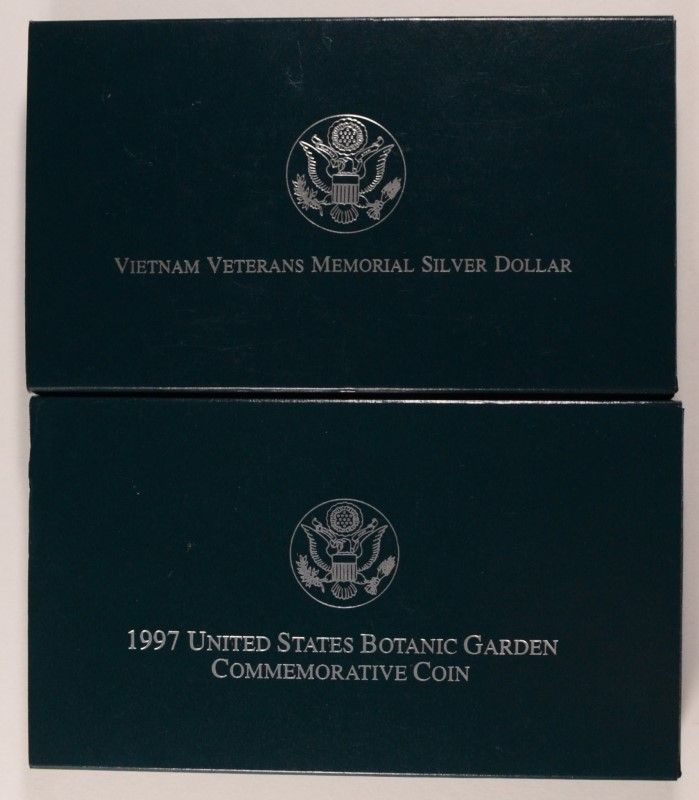 VIETNAM VETERANS MEMORIAL SILVER DOLLAR
1997 UNITED STATES BOTANIC GARDEN
COMMEMORATIVE COIN